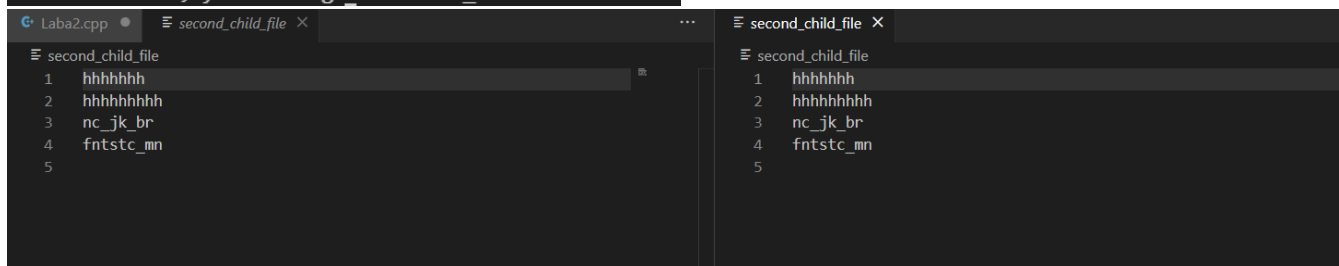 Laba2.cpp second_child_file
second_child_file
1 hhhhhhh
2 hhhhhhhhh
3 nc_jk_br
4 fntstc_mn
5
second_child_file
second_child_file
1 hhhhhhh
2 hhhhhhhhh
3 nc_jk_br
4 fntstc_mn
5